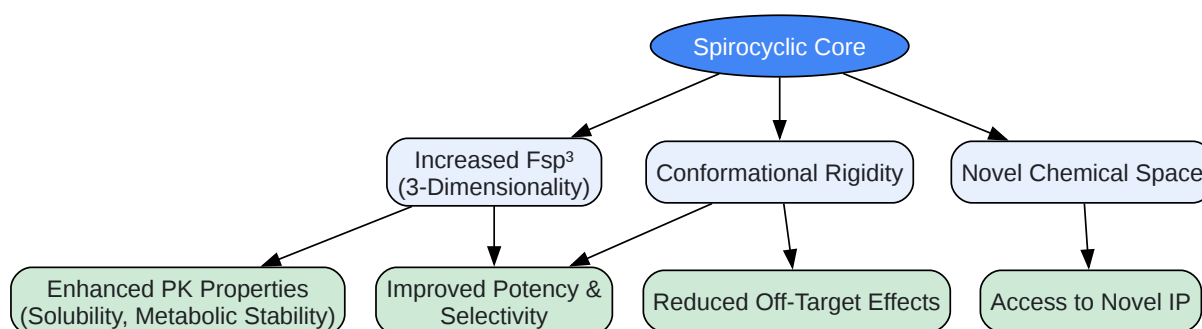 Spirocyclic Core
Increased Fsp³
(3-Dimensionality)
Conformational Rigidity
Novel Chemical Space
Enhanced PK Properties
(Solubility, Metabolic Stability)
Improved Potency &
Selectivity
Reduced Off-Target Effects
Access to Novel IP